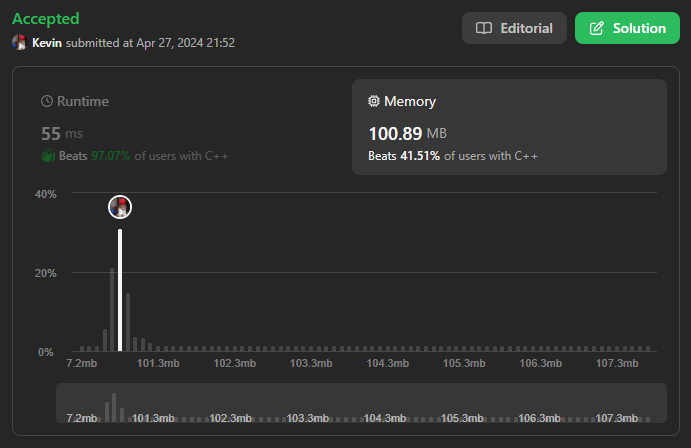 Accepted
Kevin submitted at Apr 27, 2024 21:52
Editorial
Solution
Runtime
55 ms
Beats 97.07% of users with C++
Memory
100.89 MB
Beats 41.51% of users with C++
40%
20%
0%
7.2mb 101.3mb 102.3mb 103.3mb 104.3mb 105.3mb 106.3mb 107.3mb
7.2mb 101.3mb 102.3mb 103.3mb 104.3mb 105.3mb 106.3mb 107.3mb